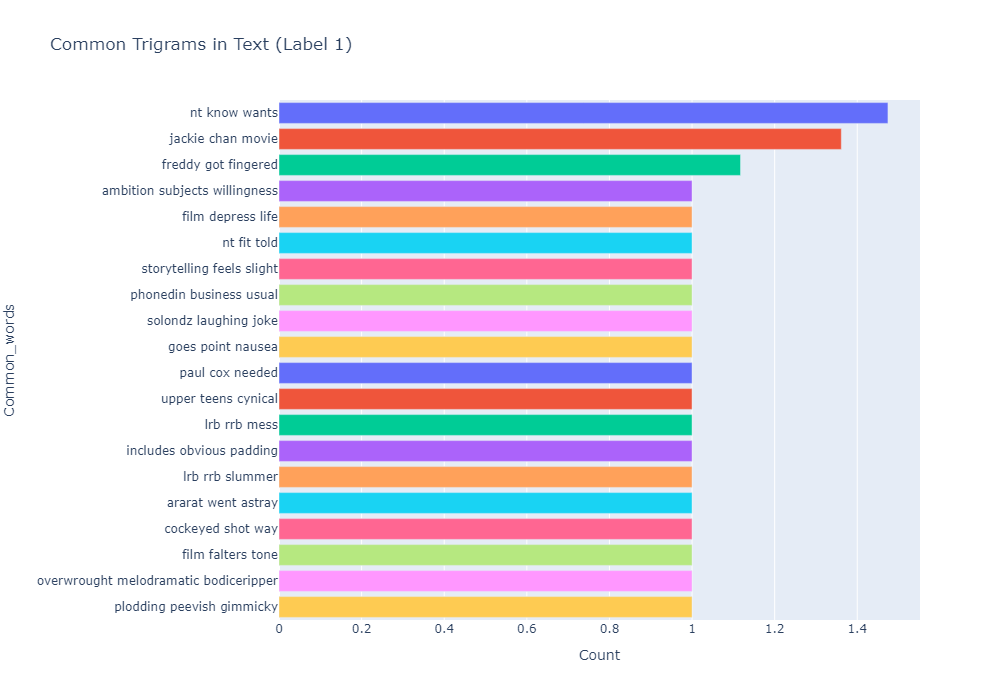 Common Trigrams in Text (Label 1)
Common_words
nt know wants
jackie chan movie
freddy got fingered
ambition subjects willingness
film depress life
nt fit told
storytelling feels slight
phonedin business usual
solondz laughing joke
goes point nausea
paul cox needed
upper teens cynical
lrb rrb mess
includes obvious padding
lrb rrb slummer
ararat went astray
cockeyed shot way
film falters tone
overwrought melodramatic bodiceripper
plodding peevish gimmicky
0 0.2 0.4 0.6 0.8 1 1.2 1.4
Count